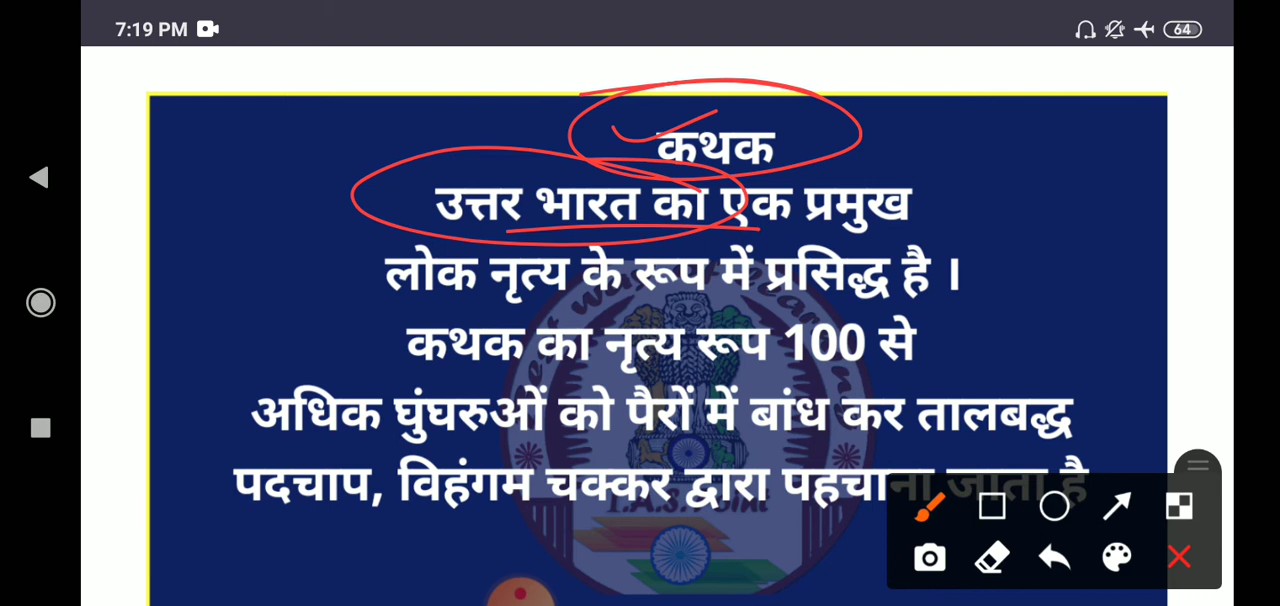 7:19 PM
64
कथक
उत्तर भारत का एक प्रमुख
लोक नृत्य के रूप में प्रसिद्ध है ।
कथक का नृत्य रूप 100 से
अधिक घुंघरुओं को पैरों में बांध कर तालबद्ध
पदचाप, विहंगम चक्कर द्वारा पहचाना जाता है